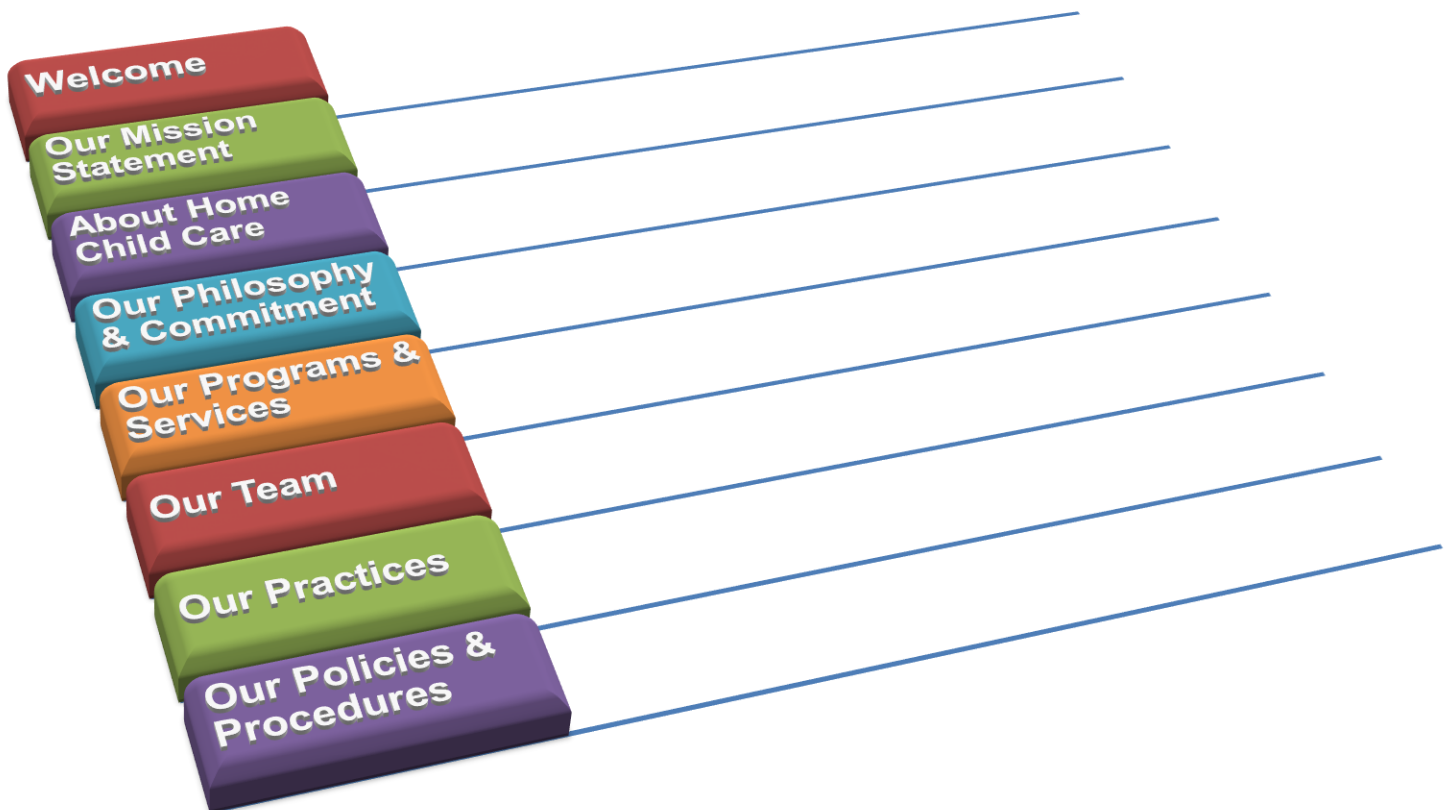 Welcome
Our Mission
Statement
About Home
Child Care
Our Philosophy
& Commitment
Our Programs &
Services
Our Team
Our Practices
Our Policies &
Procedures